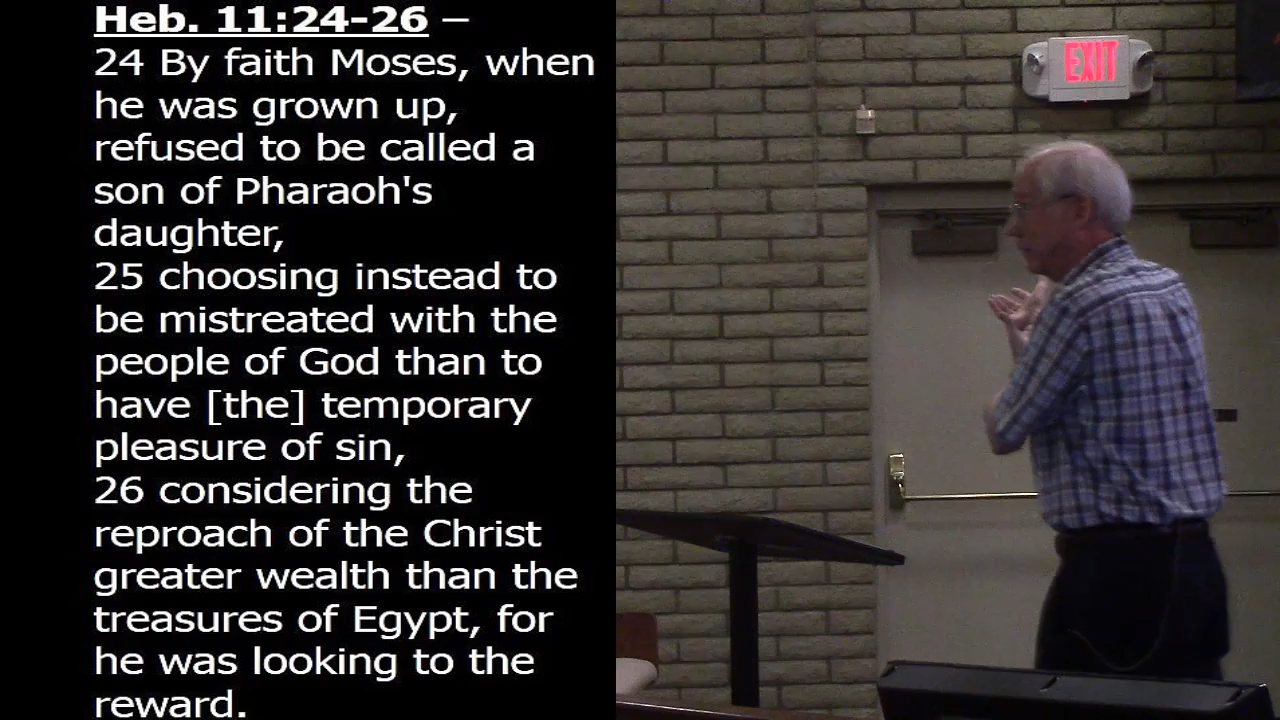 Heb. 11:24-26 –
24 By faith Moses, when
he was grown up,
refused to be called a
son of Pharaoh's
daughter,
25 choosing instead to
be mistreated with the
people of God than to
have [the] temporary
pleasure of sin,
26 considering the
reproach of the Christ
greater wealth than the
treasures of Egypt, for
he was looking to the
reward.
EXIT